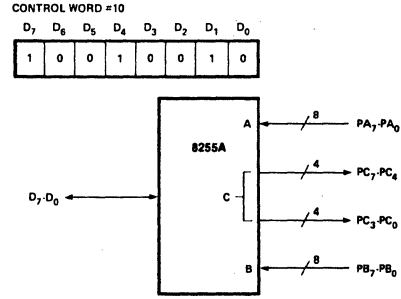 CONTROL WORD #10
D7 D6 D5 D4 D3 D2 D1 D0
1 0 0 1 0 0 1 0
8255A
A
8
PA7-PA0
4
PC7-PC4
D7-D0
C
4
PC3-PC0
B
8
PB7-PB0